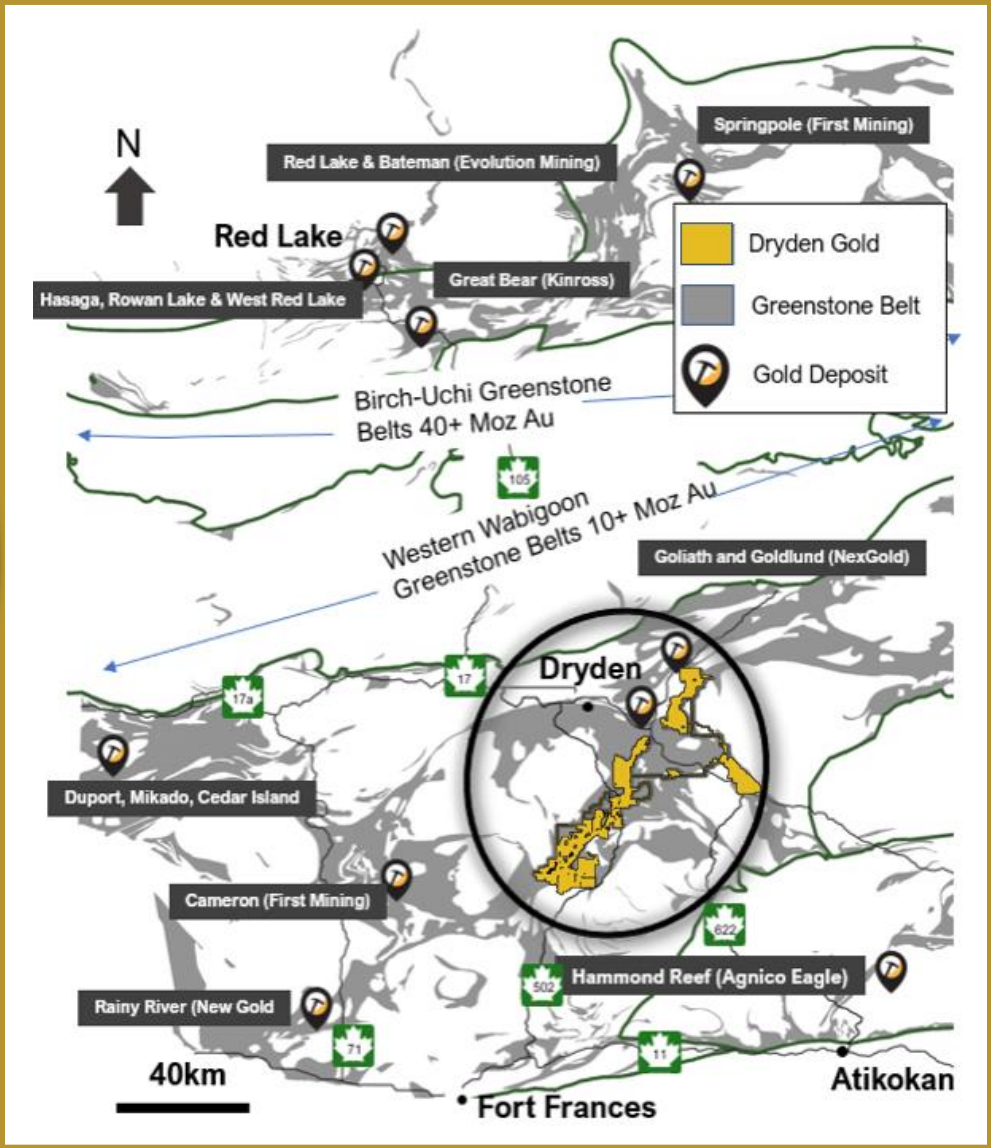 Springpole (First Mining)
N
Red Lake & Bateman (Evolution Mining)
Red Lake
Dryden Gold
Great Bear (Kinross)
Hasaga, Rowan Lake & West Red Lake
Greenstone Belt
Gold Deposit
Birch-Uchi Greenstone
Belts 40+ Moz Au
105
Western Wabigoon
Greenstone Belts 10+ Moz Au
Goliath and Goldlund (NexGold)
Dryden
17
17a
Duport, Mikado, Cedar Island
Cameron (First Mining)
622
Hammond Reef (Agnico Eagle)
502
Rainy River (New Gold
71
11
40km
Atikokan
Fort Frances